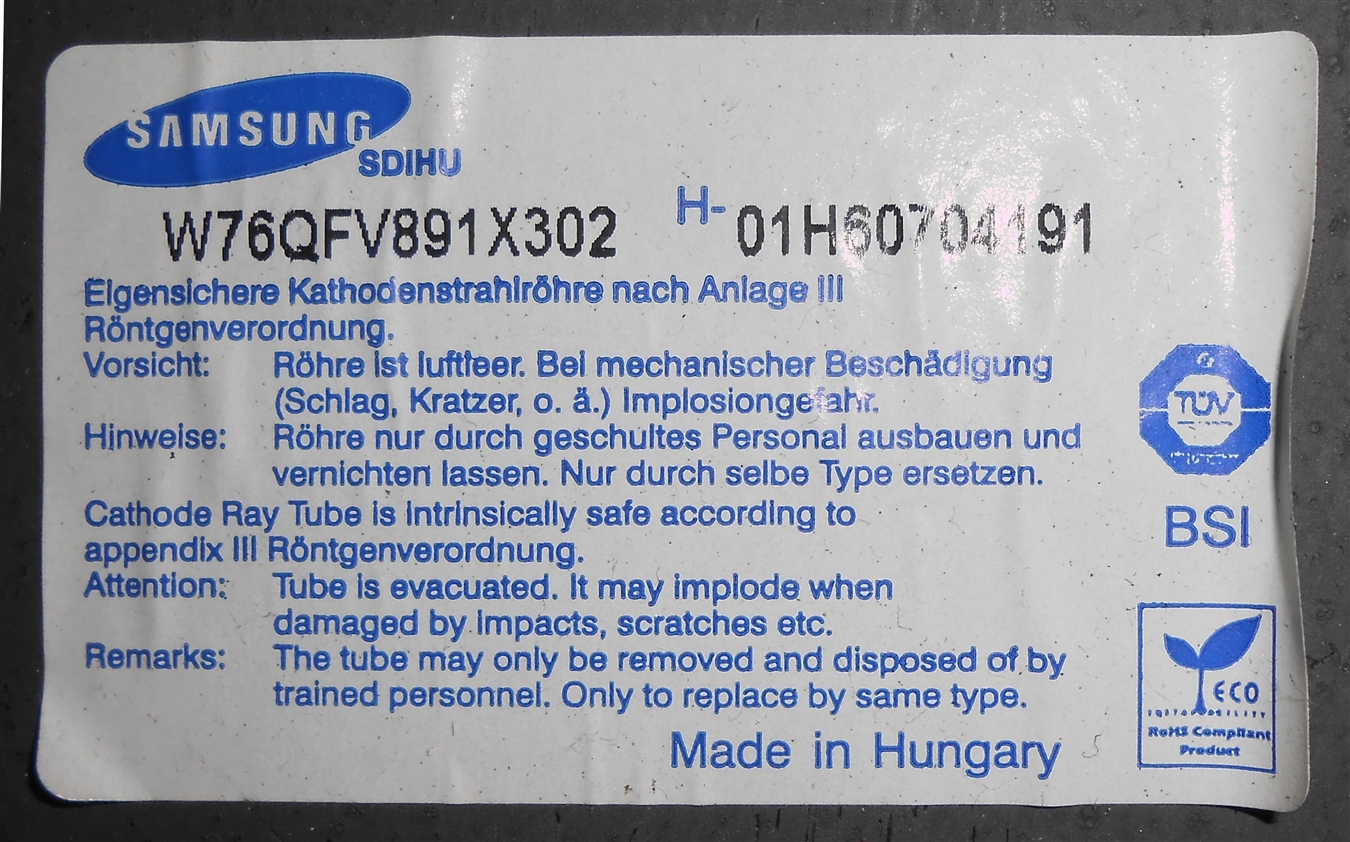 SAMSUNG
SDIHU
W76QFV891X302 H- 01H60704191
Eigensichere Kathodenstrahlröhre nach Anlage III
Röntgenverordnung.
Vorsicht: Röhre ist luftleer. Bei mechanischer Beschädigung
(Schlag, Kratzer, o. ä.) Implosiongefahr.
Hinweise: Röhre nur durch geschultes Personal ausbauen und
vernichten lassen. Nur durch selbe Type ersetzen.
Cathode Ray Tube is intrinsically safe according to
appendix III Röntgenverordnung.
Attention: Tube is evacuated. It may implode when
damaged by impacts, scratches etc.
Remarks: The tube may only be removed and disposed of by
trained personnel. Only to replace by same type.
Made in Hungary
TÜV
BSI
ECO
RoHS Compliant
Product